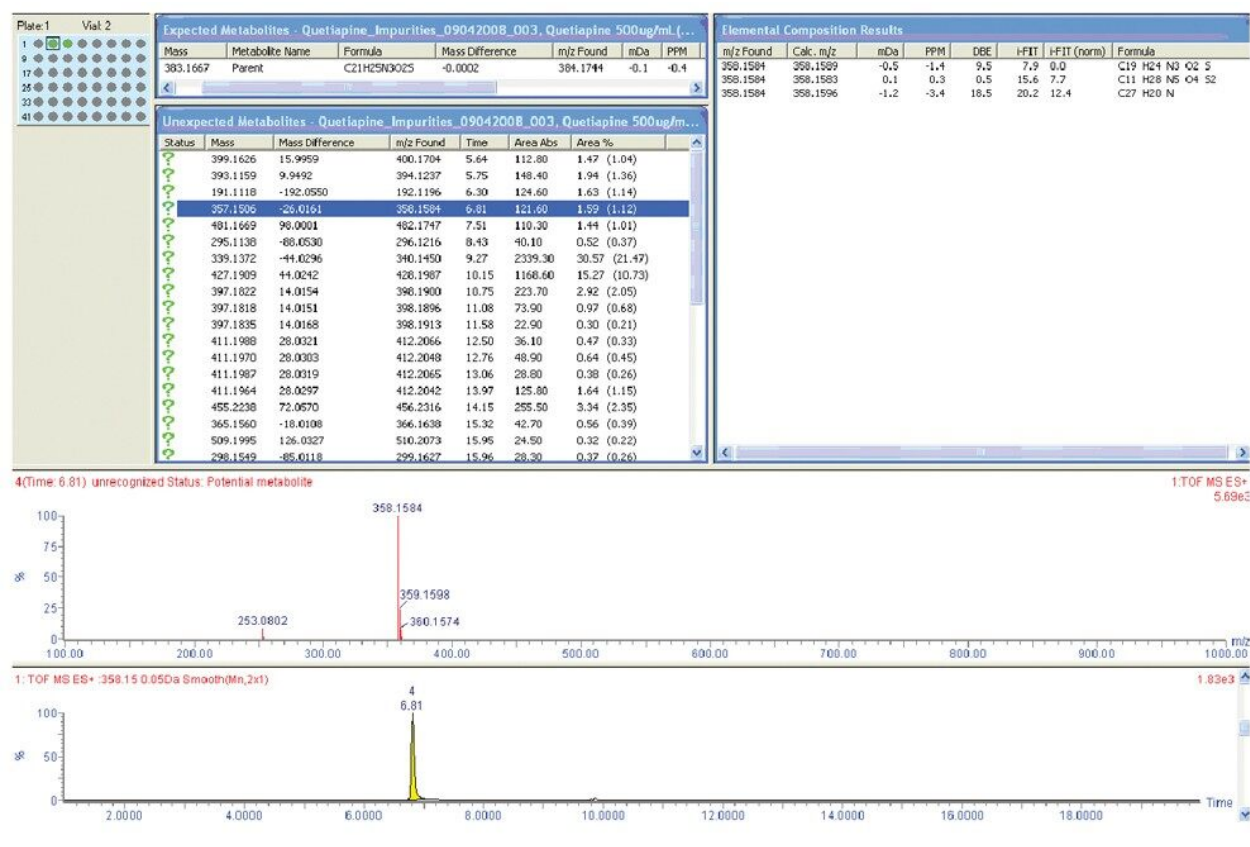 Plate:1 Vial: 2
1
9
17
25
33
41
Expected Metabolites - Quetiapine_Impurities_09042008_003, Quetiapine 500ug/mL(...
Mass Metabolite Name Formula Mass Difference m/z Found mDa PPM
383.1667 Parent C21H25N3O2S -0.0002 384.1744 -0.1 -0.4
Unexpected Metabolites - Quetiapine_Impurities_09042008_003, Quetiapine 500ug/m...
Status Mass Mass Difference m/z Found Time Area Abs Area %
? 399.1626 15.9959 400.1704 5.64 112.80 1.47 (1.04)
? 393.1159 9.9492 394.1237 5.75 148.40 1.94 (1.36)
? 191.1118 -192.0550 192.1196 6.30 124.60 1.63 (1.14)
? 357.1506 -26.0161 358.1584 6.81 121.60 1.59 (1.12)
? 481.1669 98.0001 482.1747 7.51 110.30 1.44 (1.01)
? 295.1138 -88.0530 296.1216 8.43 40.10 0.52 (0.37)
? 339.1372 -44.0296 340.1450 9.27 2339.30 30.57 (21.47)
? 427.1909 44.0242 428.1987 10.15 1168.60 15.27 (10.73)
? 397.1822 14.0154 398.1900 10.75 223.70 2.92 (2.05)
? 397.1818 14.0151 398.1896 11.08 73.90 0.97 (0.68)
? 397.1835 14.0168 398.1913 11.58 22.90 0.30 (0.21)
? 411.1988 28.0321 412.2066 12.50 36.10 0.47 (0.33)
? 411.1970 28.0303 412.2048 12.76 48.90 0.64 (0.45)
? 411.1987 28.0319 412.2065 13.06 28.80 0.38 (0.26)
? 411.1964 28.0297 412.2042 13.97 125.80 1.64 (1.15)
? 455.2238 72.0570 456.2316 14.15 255.50 3.34 (2.35)
? 365.1560 -18.0108 366.1638 15.32 42.70 0.56 (0.39)
? 509.1995 126.0327 510.2073 15.95 24.50 0.32 (0.22)
? 298.1549 -85.0118 299.1627 15.96 28.30 0.37 (0.26)
Elemental Composition Results
m/z Found Calc. m/z mDa PPM DBE i-FIT i-FIT (norm) Formula
358.1584 358.1589 -0.5 -1.4 9.5 7.9 0.0 C19 H24 N3 O2 S
358.1584 358.1583 0.1 0.3 0.5 15.6 7.7 C11 H28 N5 O4 S2
358.1584 358.1596 -1.2 -3.4 18.5 20.2 12.4 C27 H20 N
4(Time: 6.81) unrecognized Status: Potential metabolite
1:TOF MS ES+
5.69e3
358.1584
359.1598
360.1574
253.0802
%
100
75
50
25
0
100.00 200.00 300.00 400.00 500.00 600.00 700.00 800.00 900.00 1000.00
m/z
1: TOF MS ES+ :358.15 0.05Da Smooth(Mn,2x1)
1.83e3
4
6.81
%
100
50
0
2.0000 4.0000 6.0000 8.0000 10.0000 12.0000 14.0000 16.0000 18.0000
Time